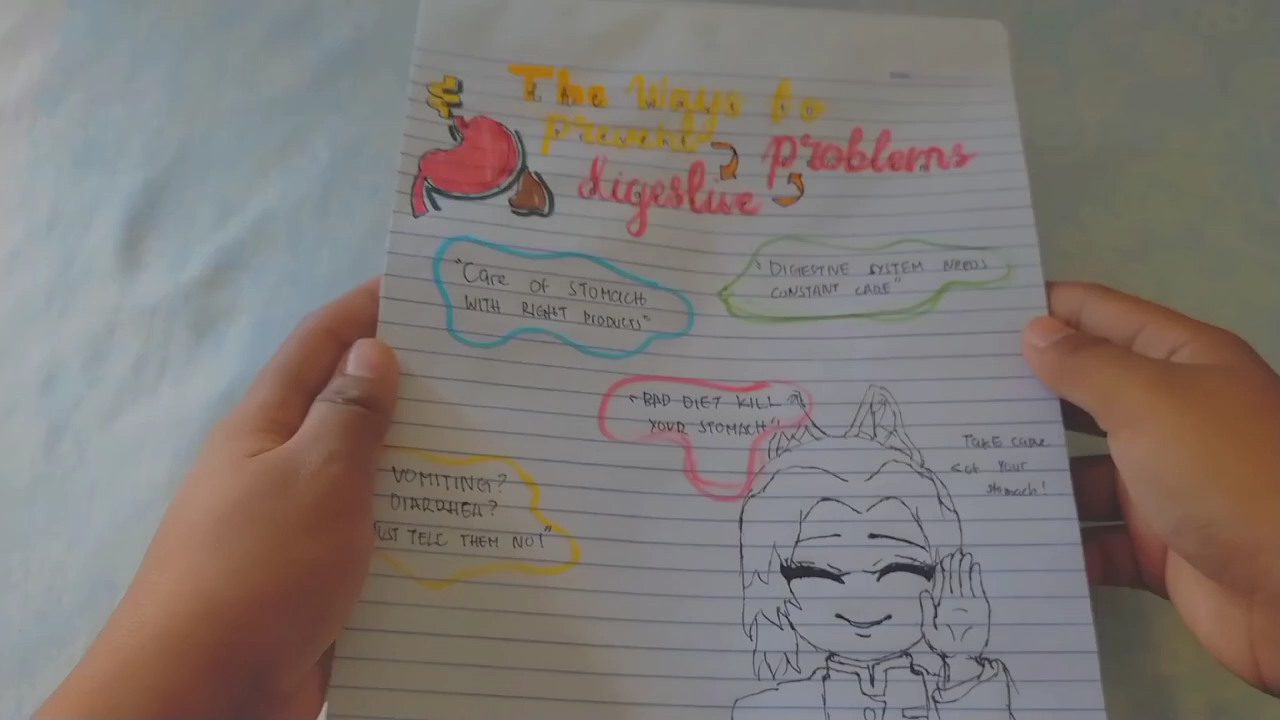 The Ways to
prevent
problems
digestive
"Care of STOMACH
WITH RIGHT PRODUCTS"
"DIGESTIVE SYSTEM NEEDS
CONSTANT CARE"
"BAD DIET KILL
YOUR STOMACH"
TAKE CARE
of your
stomach!
VOMITING?
DIARRHEA?
UST TELL THEM NO!"